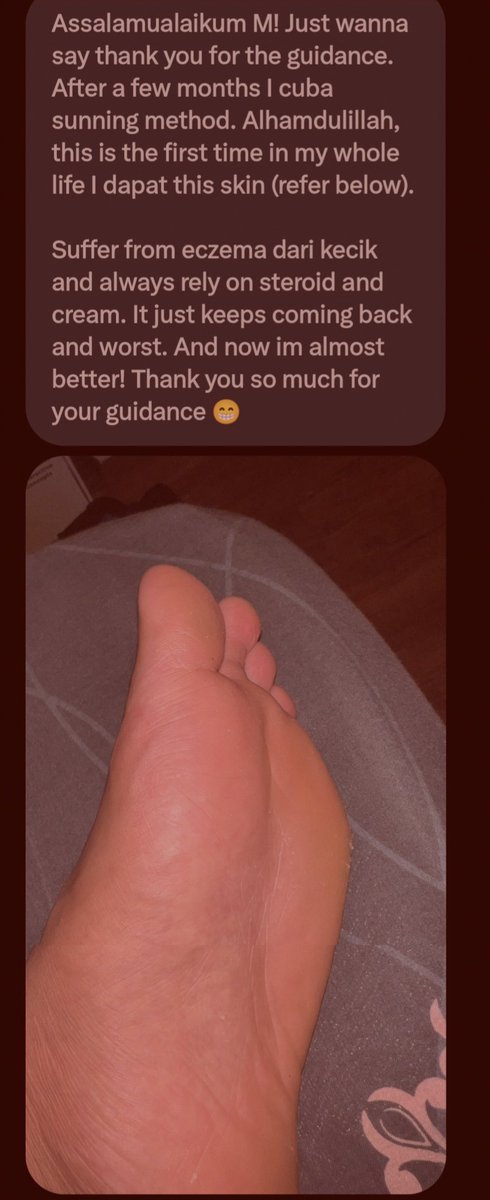 Assalamualaikum M! Just wanna
say thank you for the guidance.
After a few months I cuba
sunning method. Alhamdulillah,
this is the first time in my whole
life I dapat this skin (refer below).
Suffer from eczema dari kecik
and always rely on steroid and
cream. It just keeps coming back
and worst. And now im almost
better! Thank you so much for
your guidance 😁